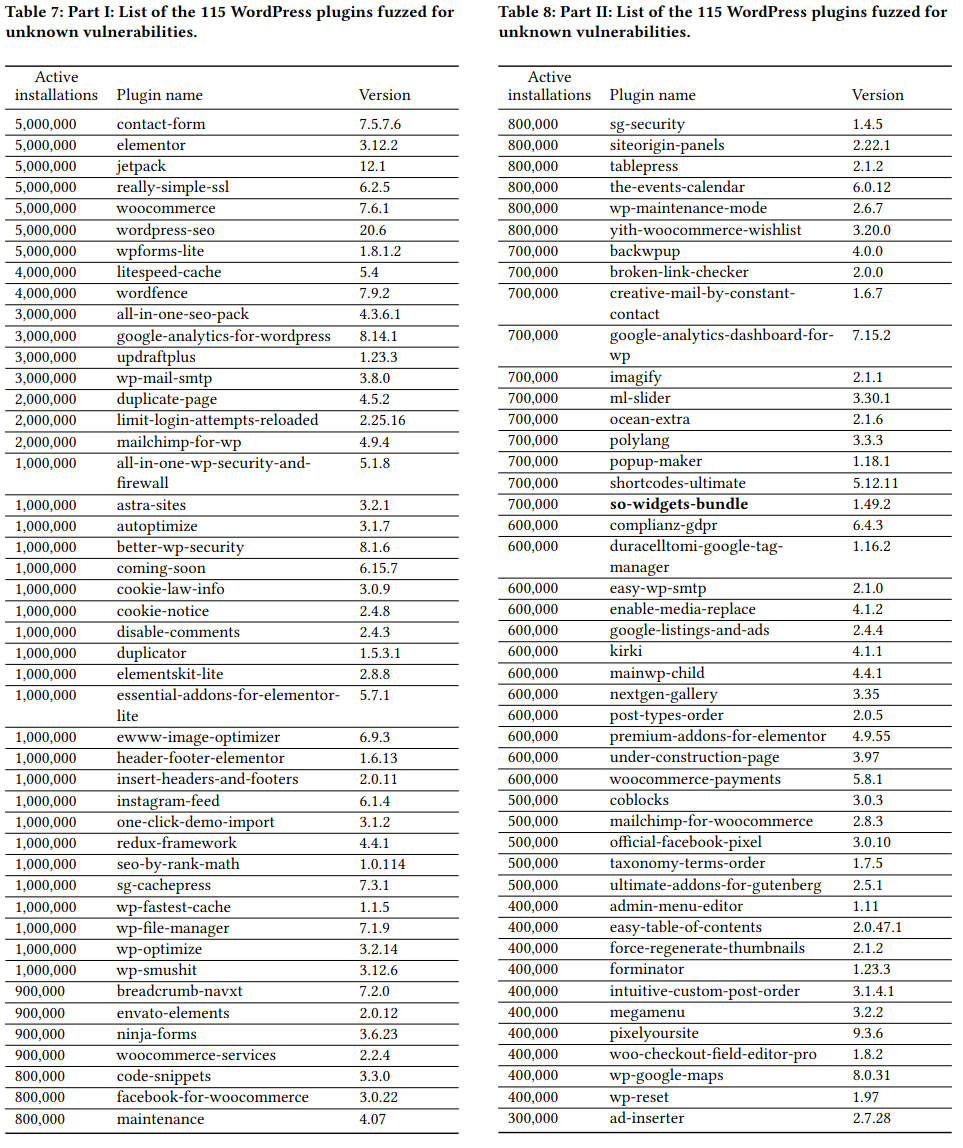 Table 7: Part I: List of the 115 WordPress plugins fuzzed for
unknown vulnerabilities.
Active
installations Plugin name Version
5,000,000 contact-form 7.5.7.6
5,000,000 elementor 3.12.2
5,000,000 jetpack 12.1
5,000,000 really-simple-ssl 6.2.5
5,000,000 woocommerce 7.6.1
5,000,000 wordpress-seo 20.6
5,000,000 wpforms-lite 1.8.1.2
4,000,000 litespeed-cache 5.4
4,000,000 wordfence 7.9.2
3,000,000 all-in-one-seo-pack 4.3.6.1
3,000,000 google-analytics-for-wordpress 8.14.1
3,000,000 updraftplus 1.23.3
3,000,000 wp-mail-smtp 3.8.0
2,000,000 duplicate-page 4.5.2
2,000,000 limit-login-attempts-reloaded 2.25.16
2,000,000 mailchimp-for-wp 4.9.4
1,000,000 all-in-one-wp-security-and- 5.1.8
firewall
1,000,000 astra-sites 3.2.1
1,000,000 autoptimize 3.1.7
1,000,000 better-wp-security 8.1.6
1,000,000 coming-soon 6.15.7
1,000,000 cookie-law-info 3.0.9
1,000,000 cookie-notice 2.4.8
1,000,000 disable-comments 2.4.3
1,000,000 duplicator 1.5.3.1
1,000,000 elementskit-lite 2.8.8
1,000,000 essential-addons-for-elementor- 5.7.1
lite
1,000,000 ewww-image-optimizer 6.9.3
1,000,000 header-footer-elementor 1.6.13
1,000,000 insert-headers-and-footers 2.0.11
1,000,000 instagram-feed 6.1.4
1,000,000 one-click-demo-import 3.1.2
1,000,000 redux-framework 4.4.1
1,000,000 seo-by-rank-math 1.0.114
1,000,000 sg-cachepress 7.3.1
1,000,000 wp-fastest-cache 1.1.5
1,000,000 wp-file-manager 7.1.9
1,000,000 wp-optimize 3.2.14
1,000,000 wp-smushit 3.12.6
900,000 breadcrumb-navxt 7.2.0
900,000 envato-elements 2.0.12
900,000 ninja-forms 3.6.23
900,000 woocommerce-services 2.2.4
800,000 code-snippets 3.3.0
800,000 facebook-for-woocommerce 3.0.22
800,000 maintenance 4.07
Table 8: Part II: List of the 115 WordPress plugins fuzzed for
unknown vulnerabilities.
Active
installations Plugin name Version
800,000 sg-security 1.4.5
800,000 siteorigin-panels 2.22.1
800,000 tablepress 2.1.2
800,000 the-events-calendar 6.0.12
800,000 wp-maintenance-mode 2.6.7
800,000 yith-woocommerce-wishlist 3.20.0
700,000 backwpup 4.0.0
700,000 broken-link-checker 2.0.0
700,000 creative-mail-by-constant- 1.6.7
contact
700,000 google-analytics-dashboard-for- 7.15.2
wp
700,000 imagify 2.1.1
700,000 ml-slider 3.30.1
700,000 ocean-extra 2.1.6
700,000 polylang 3.3.3
700,000 popup-maker 1.18.1
700,000 shortcodes-ultimate 5.12.11
700,000 so-widgets-bundle 1.49.2
600,000 complianz-gdpr 6.4.3
600,000 duracelltomi-google-tag- 1.16.2
manager
600,000 easy-wp-smtp 2.1.0
600,000 enable-media-replace 4.1.2
600,000 google-listings-and-ads 2.4.4
600,000 kirki 4.1.1
600,000 mainwp-child 4.4.1
600,000 nextgen-gallery 3.35
600,000 post-types-order 2.0.5
600,000 premium-addons-for-elementor 4.9.55
600,000 under-construction-page 3.97
600,000 woocommerce-payments 5.8.1
500,000 coblocks 3.0.3
500,000 mailchimp-for-woocommerce 2.8.3
500,000 official-facebook-pixel 3.0.10
500,000 taxonomy-terms-order 1.7.5
500,000 ultimate-addons-for-gutenberg 2.5.1
400,000 admin-menu-editor 1.11
400,000 easy-table-of-contents 2.0.47.1
400,000 force-regenerate-thumbnails 2.1.2
400,000 forminator 1.23.3
400,000 intuitive-custom-post-order 3.1.4.1
400,000 megamenu 3.2.2
400,000 pixelyoursite 9.3.6
400,000 woo-checkout-field-editor-pro 1.8.2
400,000 wp-google-maps 8.0.31
400,000 wp-reset 1.97
300,000 ad-inserter 2.7.28